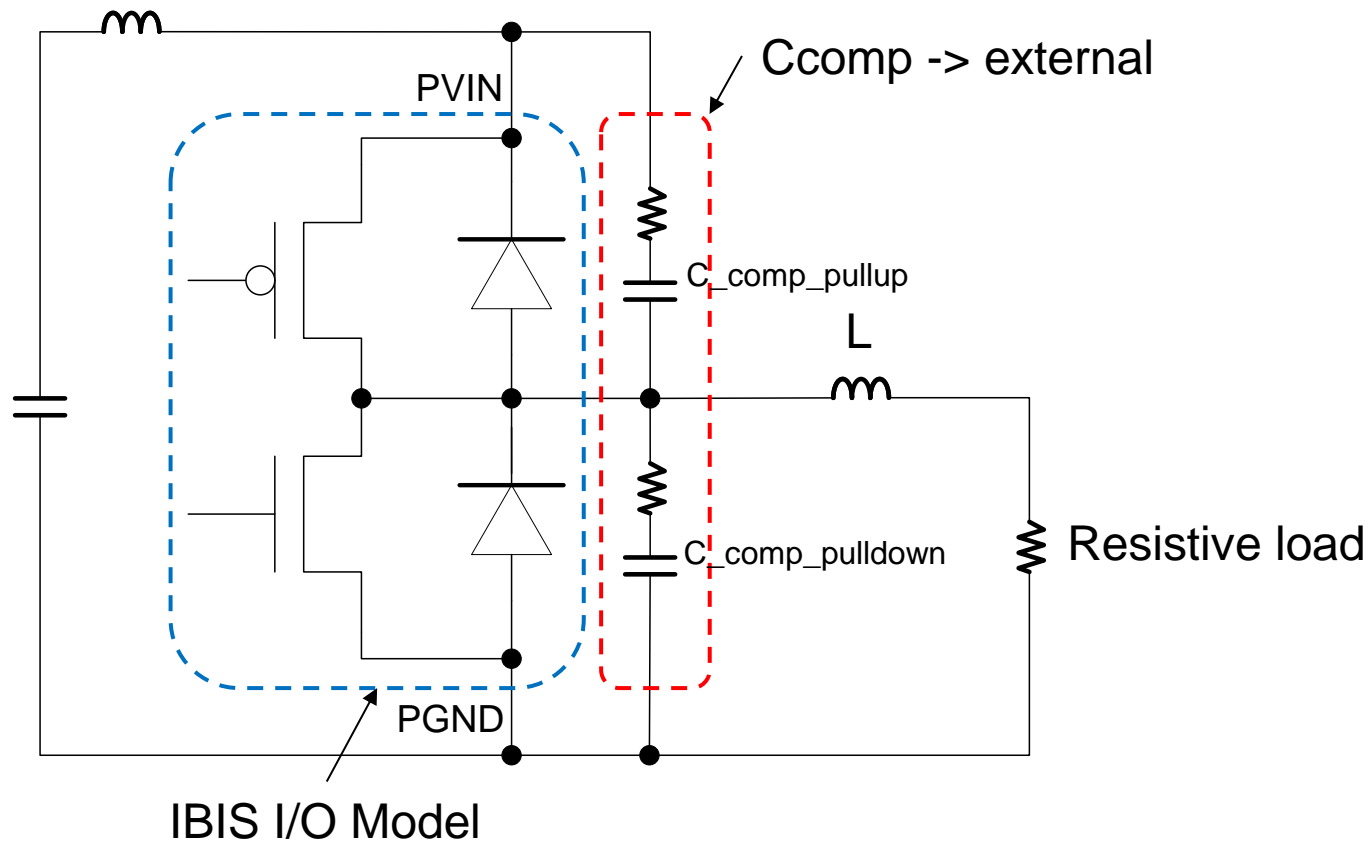 Ccomp -> external
PVIN
C_comp_pullup
L
Resistive load
C_comp_pulldown
PGND
IBIS I/O Model